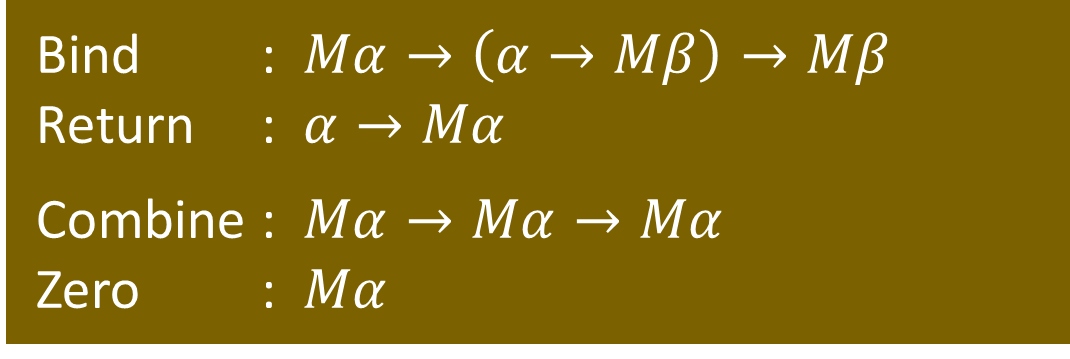 Bind : Mα → (α → Mβ) → Mβ
Return : α → Mα
Combine : Mα → Mα → Mα
Zero : Mα